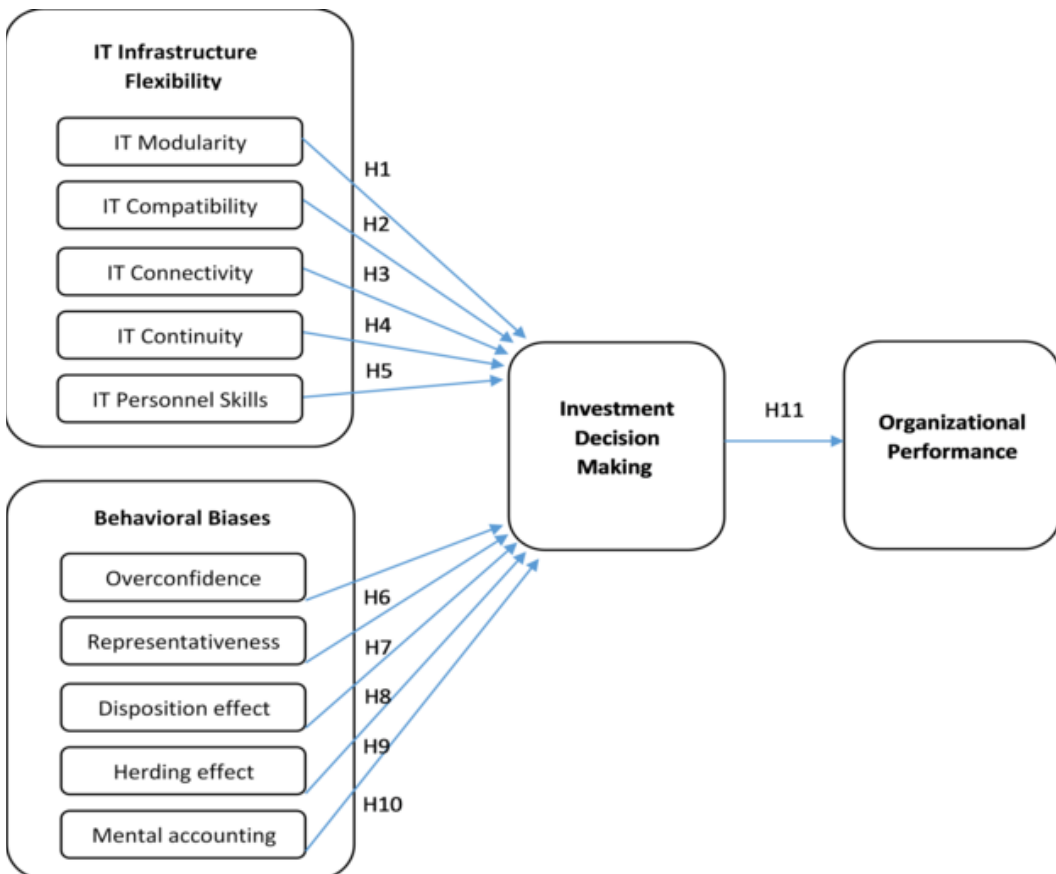 IT Infrastructure
Flexibility
IT Modularity
IT Compatibility
IT Connectivity
IT Continuity
IT Personnel Skills
H1
H2
H3
H4
H5
Behavioral Biases
Overconfidence
Representativeness
Disposition effect
Herding effect
Mental accounting
H6
H7
H8
H9
H10
Investment
Decision
Making
H11
Organizational
Performance